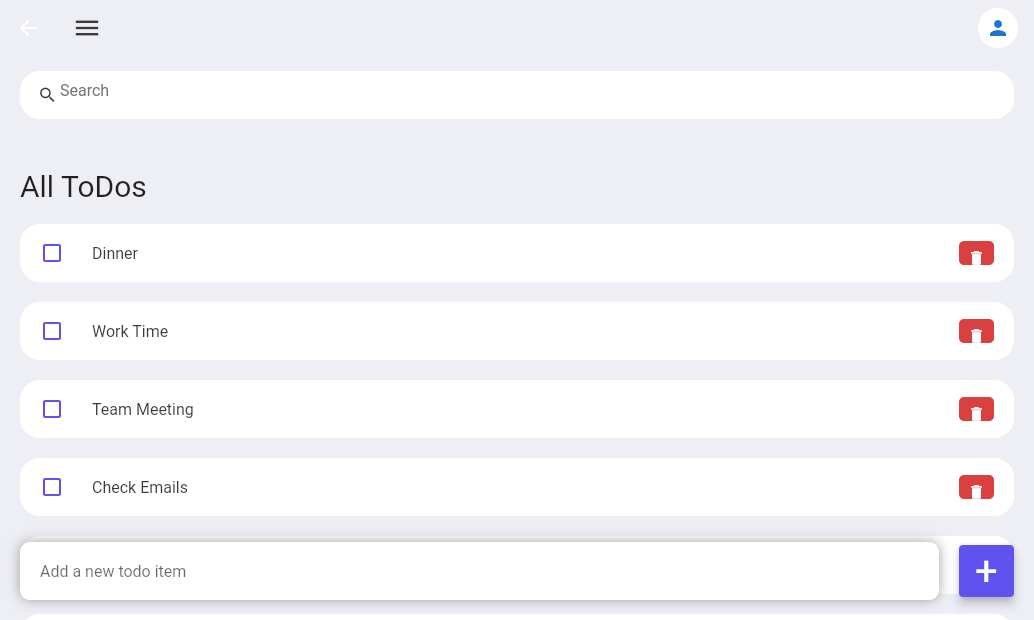 Search
All ToDos
Dinner
Work Time
Team Meeting
Check Emails
Add a new todo item